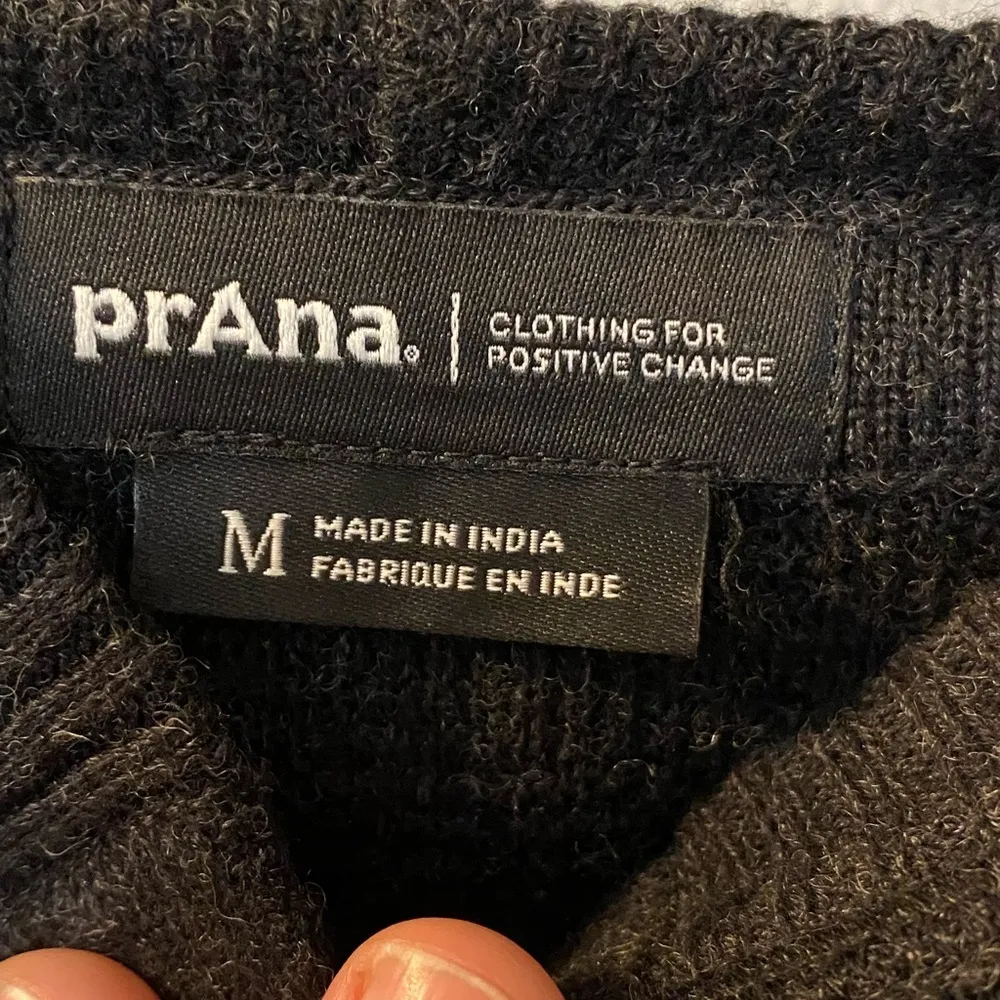 prAna® | CLOTHING FOR
POSITIVE CHANGE
M MADE IN INDIA
FABRIQUE EN INDE